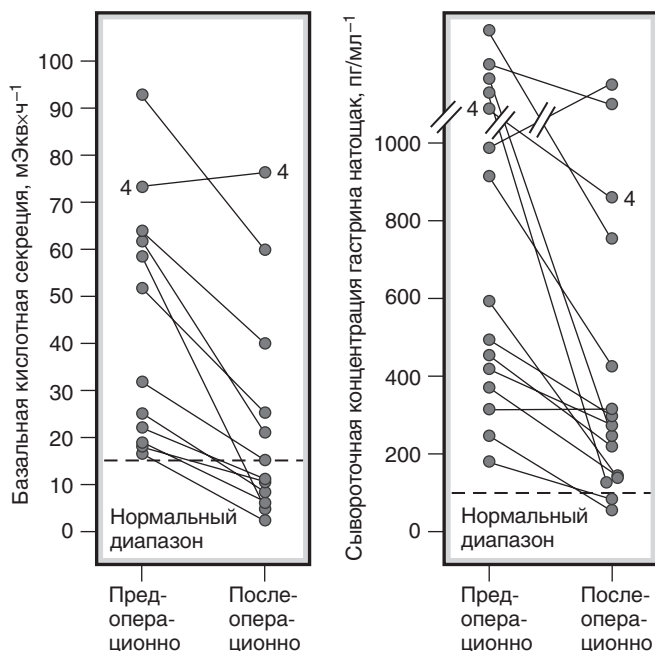 Базальная кислотная секреция, мЭкв×ч⁻¹
100
90
80
70
60
50
40
30
20
10
0
4
4
Нормальный
диапазон
Пред-
опера-
ционно
После-
опера-
ционно
Сывороточная концентрация гастрина натощак, пг/мл⁻¹
1000
800
600
400
200
0
4
4
Нормальный
диапазон
Пред-
опера-
ционно
После-
опера-
ционно